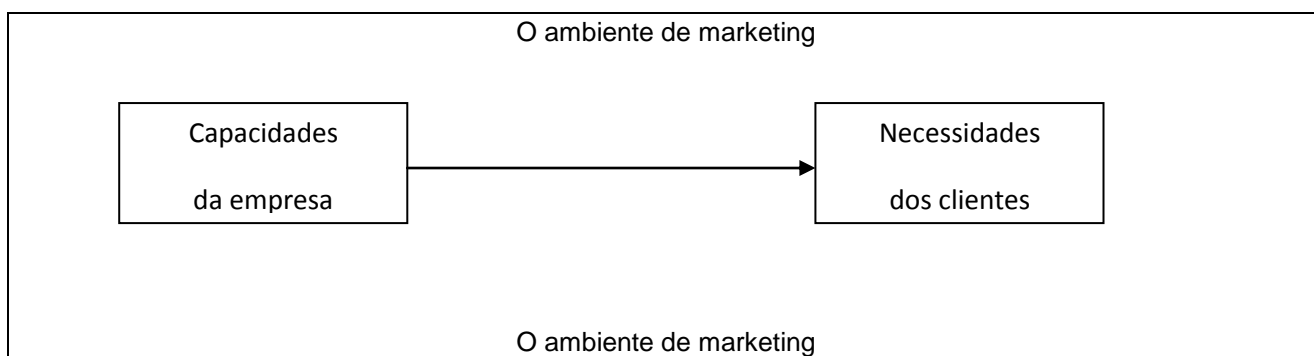 O ambiente de marketing
Capacidades
da empresa
Necessidades
dos clientes
O ambiente de marketing